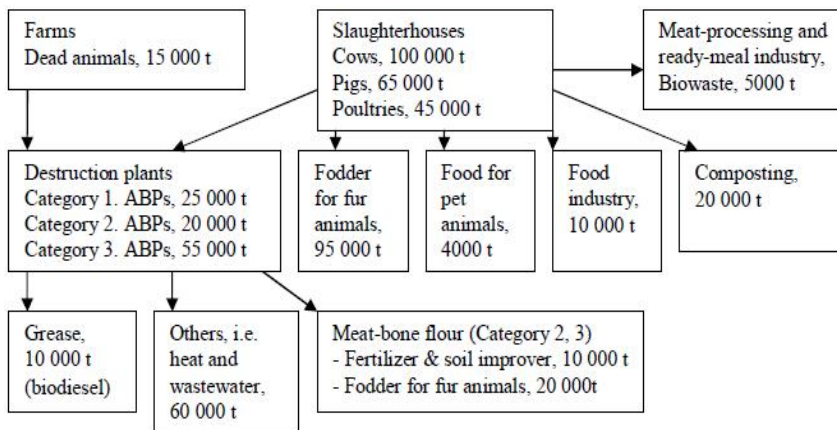 Farms
Dead animals, 15 000 t
Slaughterhouses
Cows, 100 000 t
Pigs, 65 000 t
Poultries, 45 000 t
Meat-processing and
ready-meal industry,
Biowaste, 5000 t
Destruction plants
Category 1. ABPs, 25 000 t
Category 2. ABPs, 20 000 t
Category 3. ABPs, 55 000 t
Fodder
for fur
animals,
95 000 t
Food for
pet
animals,
4000t
Food
industry,
10 000 t
Composting,
20 000 t
Grease,
10 000 t
(biodiesel)
Others, i.e.
heat and
wastewater,
60 000 t
Meat-bone flour (Category 2, 3)
- Fertilizer & soil improver, 10 000 t
- Fodder for fur animals, 20 000t